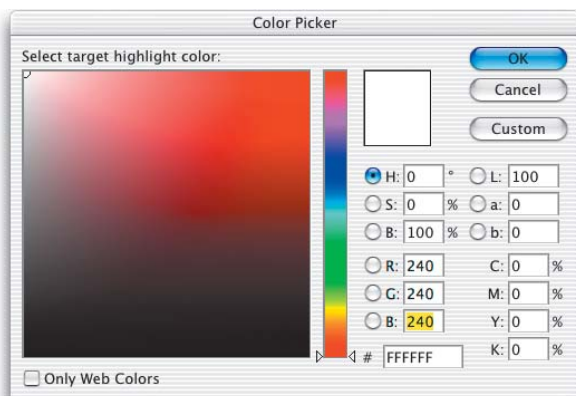 Color Picker
Select target highlight color:
OK
Cancel
Custom
H: 0 ° L: 100
S: 0 % a: 0
B: 100 % b: 0
R: 240 C: 0 %
G: 240 M: 0 %
B: 240 Y: 0 %
# FFFFFF K: 0 %
Only Web Colors